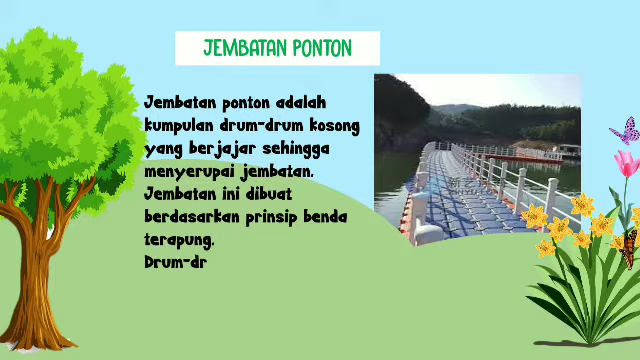 JEMBATAN PONTON
Jembatan ponton adalah
kumpulan drum-drum kosong
yang berjajar sehingga
menyerupai jembatan.
Jembatan ini dibuat
berdasarkan prinsip benda
terapung.
Drum-dr